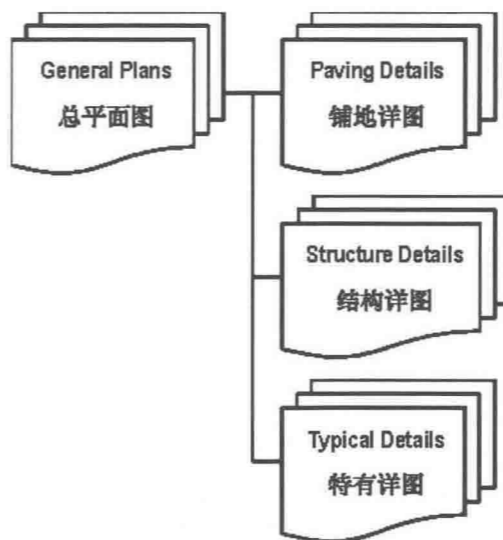 General Plans
总平面图
Paving Details
铺地详图
Structure Details
结构详图
Typical Details
特有详图